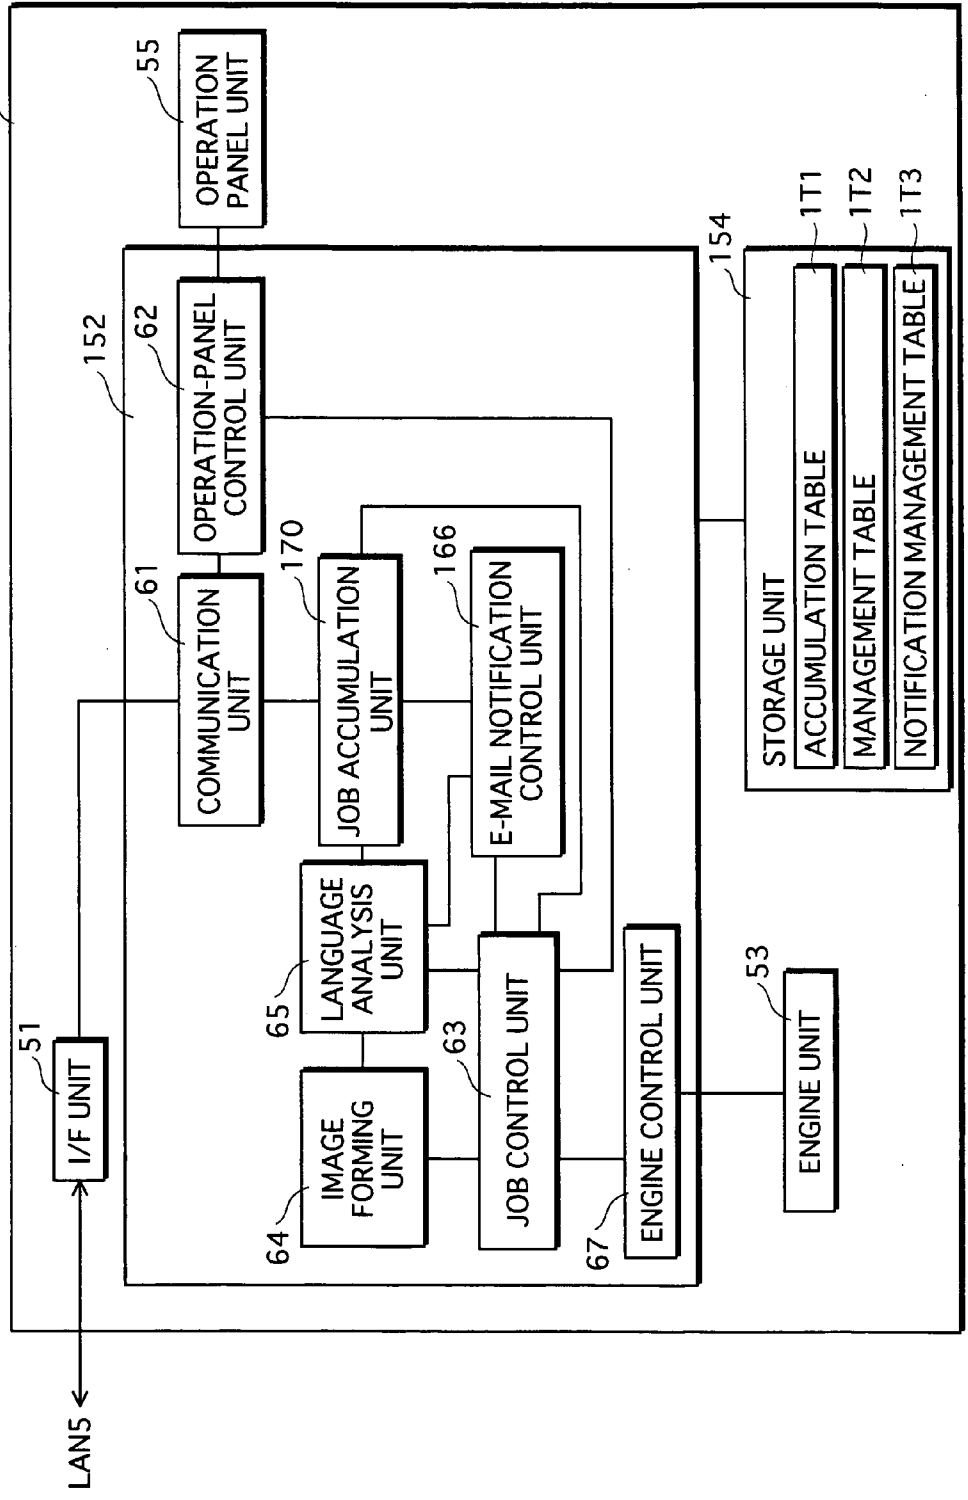 LAN5
51
I/F UNIT
152
61
COMMUNICATION
UNIT
62
OPERATION-PANEL
CONTROL UNIT
55
OPERATION
PANEL UNIT
64
IMAGE
FORMING
UNIT
65
LANGUAGE
ANALYSIS
UNIT
170
JOB ACCUMULATION
UNIT
63
JOB CONTROL UNIT
166
E-MAIL NOTIFICATION
CONTROL UNIT
67
ENGINE CONTROL UNIT
53
ENGINE UNIT
154
STORAGE UNIT
ACCUMULATION TABLE
1T1
MANAGEMENT TABLE
1T2
NOTIFICATION MANAGEMENT TABLE
1T3